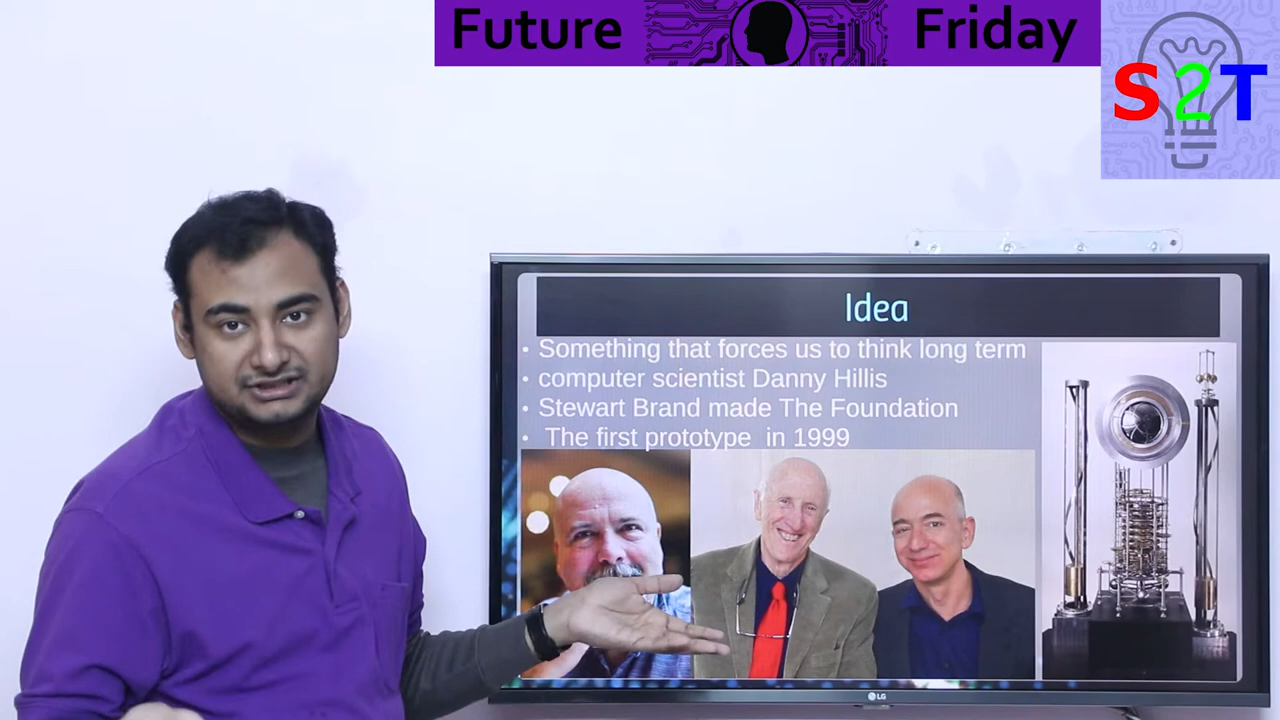 Future Friday
S2T
Idea
• Something that forces us to think long term
• computer scientist Danny Hillis
• Stewart Brand made The Foundation
• The first prototype  in 1999
LG